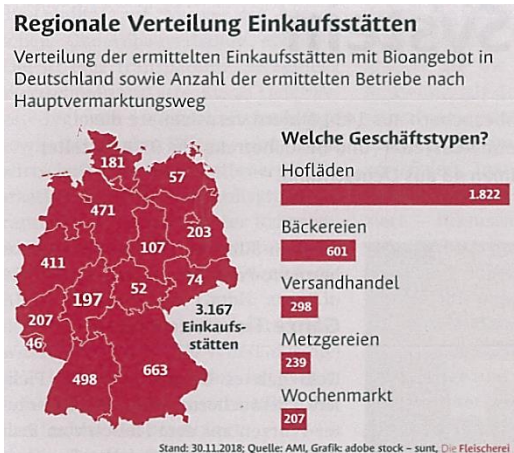 Regionale Verteilung Einkaufsstätten
Verteilung der ermittelten Einkaufsstätten mit Bioangebot in
Deutschland sowie Anzahl der ermittelten Betriebe nach
Hauptvermarktungsweg
181
57
471
203
107
411
74
52
197
207
46
3.167
Einkaufs-
stätten
663
498
Welche Geschäftstypen?
Hofläden
1.822
Bäckereien
601
Versandhandel
298
Metzgereien
239
Wochenmarkt
207
Stand: 30.11.2018; Quelle: AMI, Grafik: adobe stock – sunt, Die Fleischerei